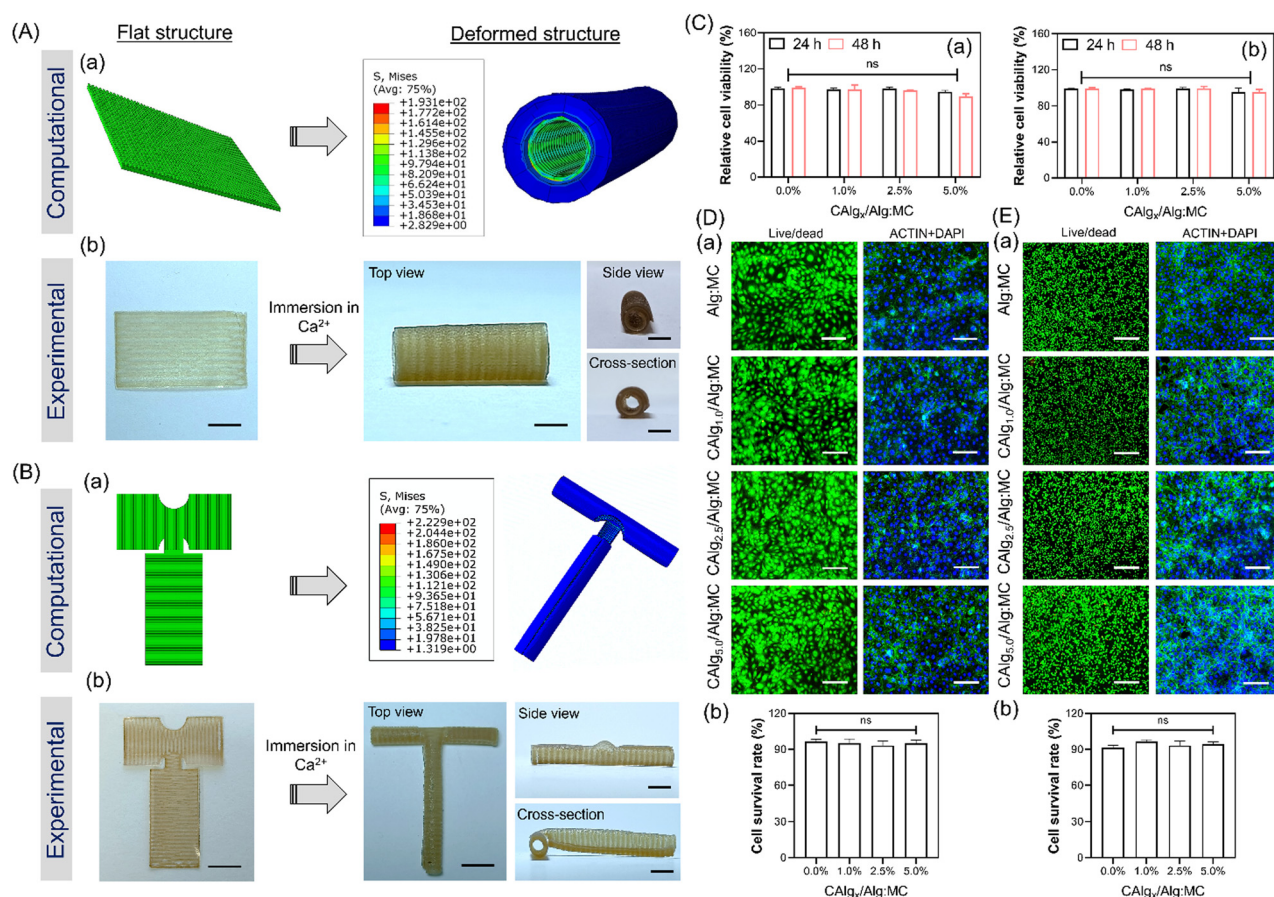 (A)
Flat structure
Deformed structure
Computational
(a)
S, Mises
(Avg: 75%)
+1.931e+02
+1.772e+02
+1.614e+02
+1.455e+02
+1.296e+02
+1.138e+02
+9.794e+01
+8.209e+01
+6.624e+01
+5.039e+01
+3.453e+01
+1.868e+01
+2.829e+00
Experimental
(b)
Immersion in
Ca²⁺
Top view
Side view
Cross-section
(B)
Computational
(a)
S, Mises
(Avg: 75%)
+2.229e+02
+2.044e+02
+1.860e+02
+1.675e+02
+1.490e+02
+1.306e+02
+1.121e+02
+9.365e+01
+7.518e+01
+5.671e+01
+3.825e+01
+1.978e+01
+1.319e+00
Experimental
(b)
Immersion in
Ca²⁺
Top view
Side view
Cross-section
(C)
Relative cell viability (%)
160
120
80
40
0
24 h
48 h
(a)
ns
0.0%
1.0%
2.5%
5.0%
CAlgₓ/Alg:MC
Relative cell viability (%)
160
120
80
40
0
24 h
48 h
(b)
ns
0.0%
1.0%
2.5%
5.0%
CAlgₓ/Alg:MC
(D)
Live/dead
ACTIN+DAPI
(a)
Alg:MC
CAlg1.0/Alg:MC
CAlg2.5/Alg:MC
CAlg5.0/Alg:MC
(b)
Cell survival rate (%)
120
90
60
30
0
ns
0.0%
1.0%
2.5%
5.0%
CAlgₓ/Alg:MC
(E)
Live/dead
ACTIN+DAPI
(a)
Alg:MC
CAlg1.0/Alg:MC
CAlg2.5/Alg:MC
CAlg5.0/Alg:MC
(b)
Cell survival rate (%)
120
90
60
30
0
ns
0.0%
1.0%
2.5%
5.0%
CAlgₓ/Alg:MC